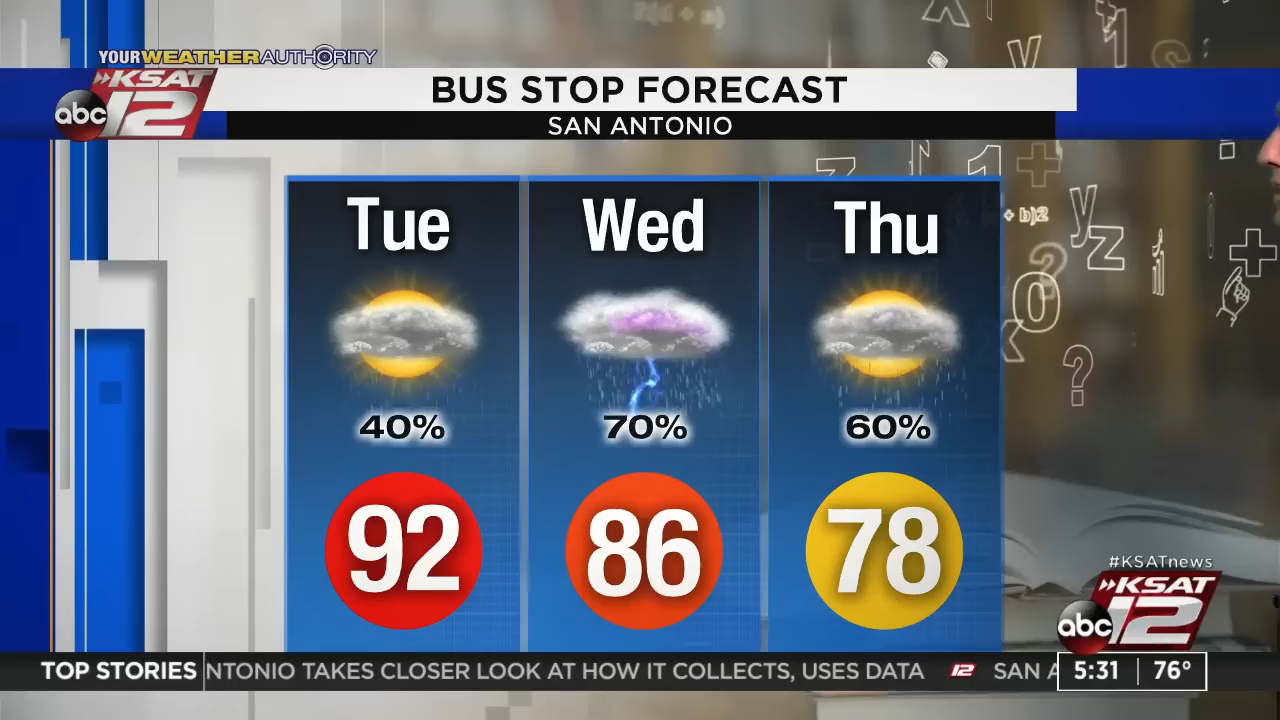 YOURWEATHERAUTHORITY
KSAT
abc 12
BUS STOP FORECAST
SAN ANTONIO
Tue Wed Thu
40% 70% 60%
92 86 78
+ b)2
y
z
0
?
#KSATnews
KSAT
abc 12
TOP STORIES NTONIO TAKES CLOSER LOOK AT HOW IT COLLECTS, USES DATA 12 SAN A 5:31 76°